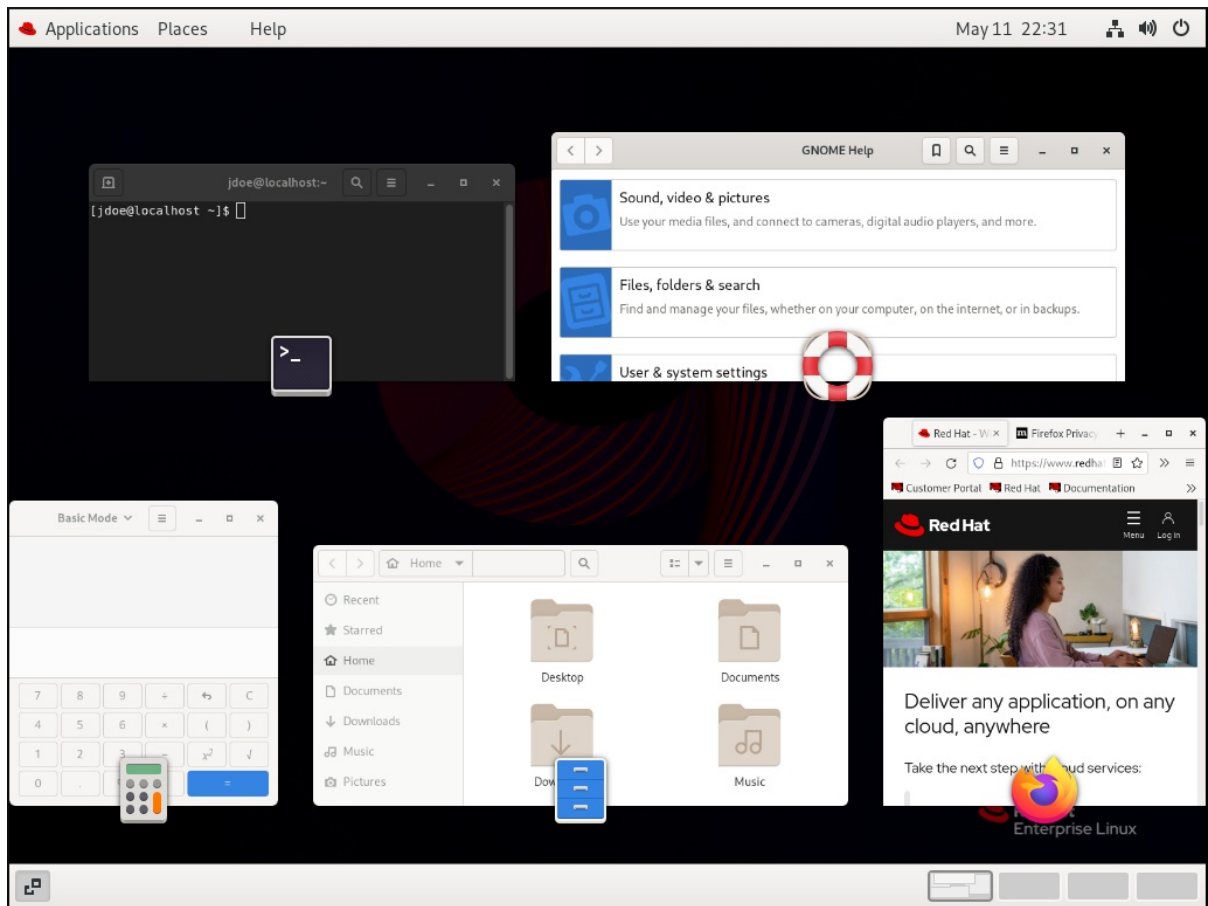 Applications Places Help May 11 22:31
jdoe@localhost:~
[jdoe@localhost ~]$
>_
GNOME Help
Sound, video & pictures
Use your media files, and connect to cameras, digital audio players, and more.
Files, folders & search
Find and manage your files, whether on your computer, on the internet, or in backups.
User & system settings
Basic Mode
7 8 9 ÷ C
4 5 6 × ( )
1 2 3 − x² √
0 . =
Home
Recent
Starred
Home
Documents
Downloads
Music
Pictures
Desktop
Documents
Music
Red Hat - W
Firefox Privac
https://www.redha
Customer Portal Red Hat Documentation
Red Hat
Menu Log in
Deliver any application, on any
cloud, anywhere
Take the next step with cloud services:
Enterprise Linux